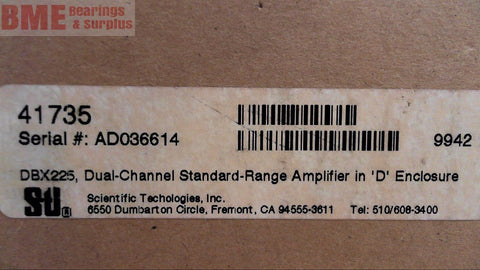 BME Bearings & Surplus
41735
Serial #: AD036614
9942
DBX225, Dual-Channel Standard-Range Amplifier in 'D' Enclosure
STI
Scientific Techologies, Inc.
6550 Dumbarton Circle, Fremont, CA 94555-3611 Tel: 510/608-3400